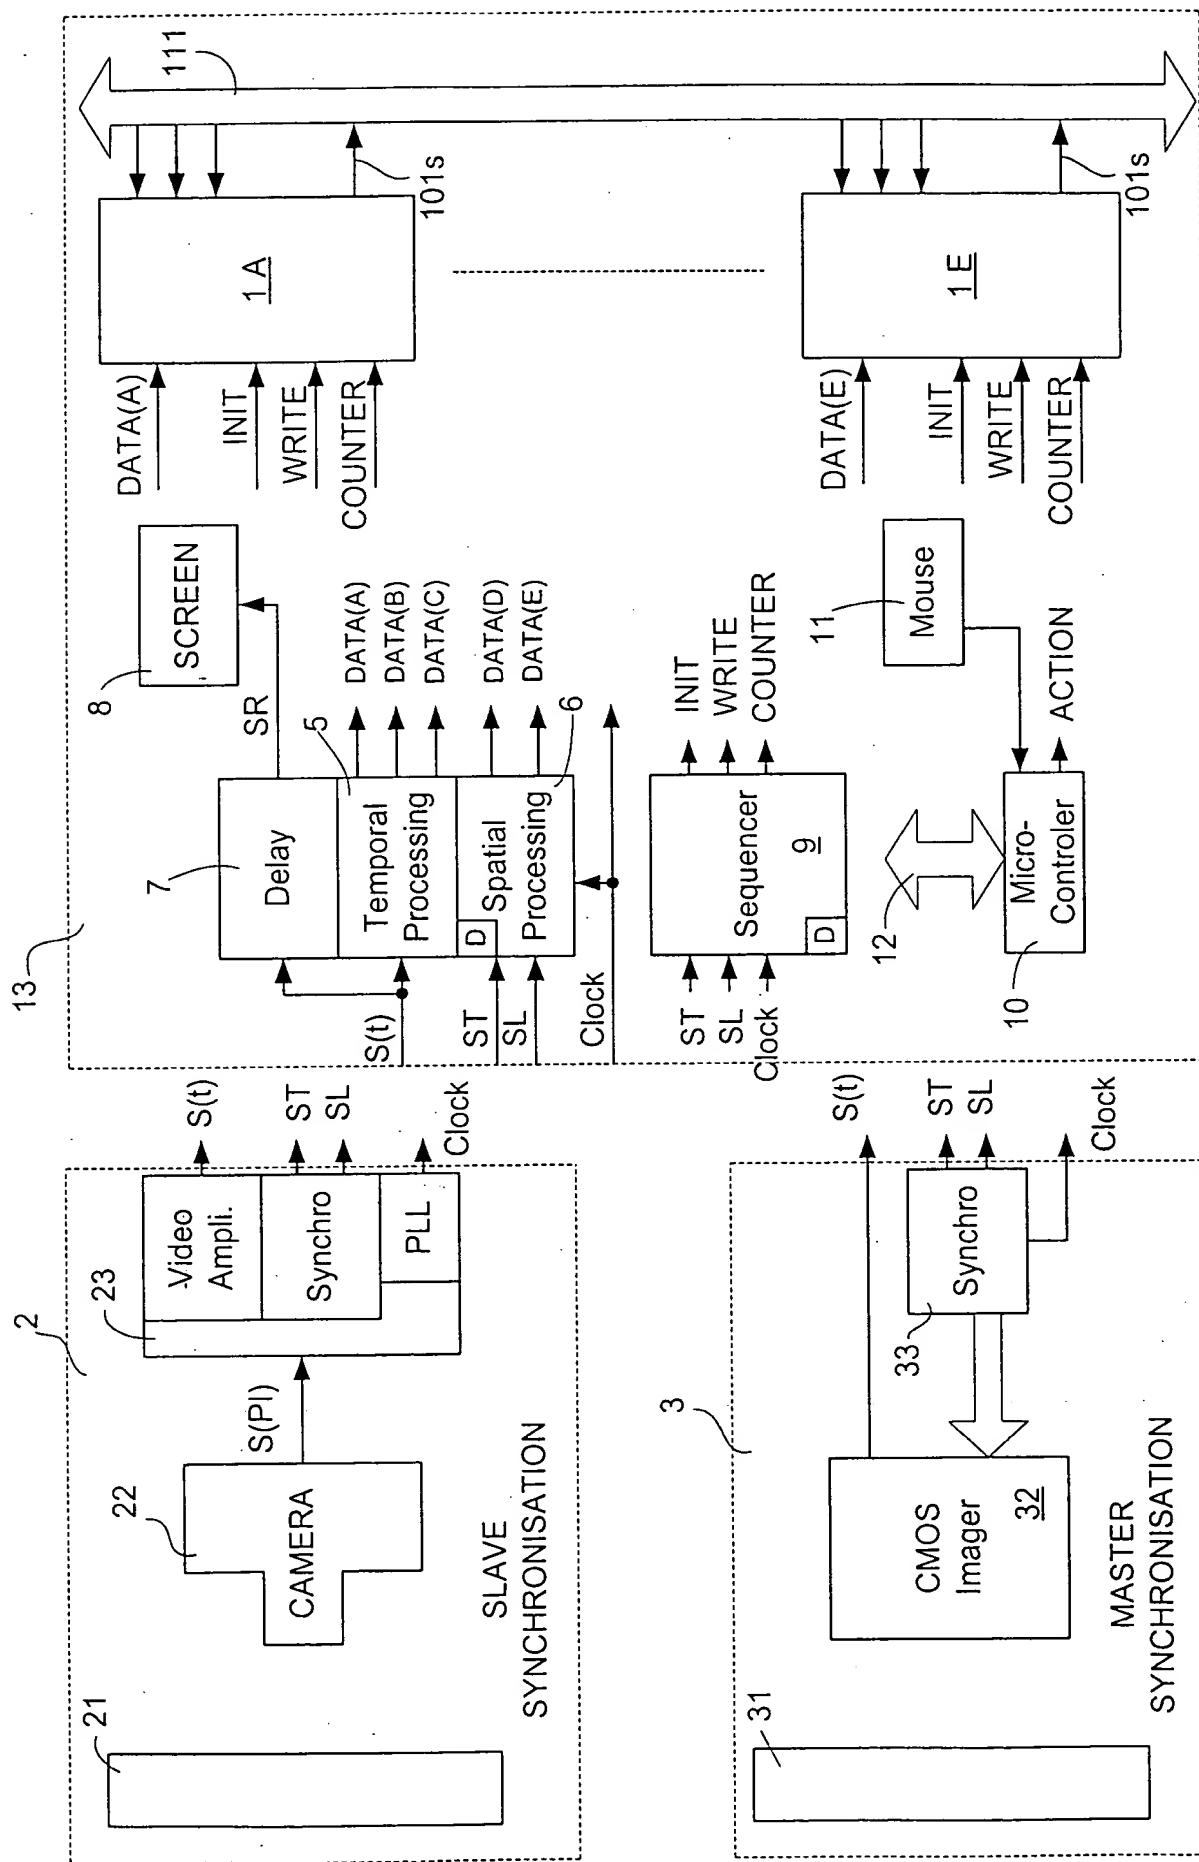 13
7
Delay
5
Temporal
Processing
D
Spatial
Processing
6
S(t)
ST
SL
Clock
SR
8
SCREEN
DATA(A)
DATA(B)
DATA(C)
DATA(D)
DATA(E)
DATA(A)
INIT
WRITE
COUNTER
1A
101s
111
ST
SL
Clock
Sequencer
9
D
INIT
WRITE
COUNTER
12
10
Micro-
Controler
ACTION
11
Mouse
DATA(E)
INIT
WRITE
COUNTER
1E
101s
2
21
22
CAMERA
S(PI)
23
-Video
Ampli.
Synchro
PLL
S(t)
ST
SL
Clock
SLAVE
SYNCHRONISATION
3
31
CMOS
Imager
32
33
Synchro
S(t)
ST
SL
Clock
MASTER
SYNCHRONISATION